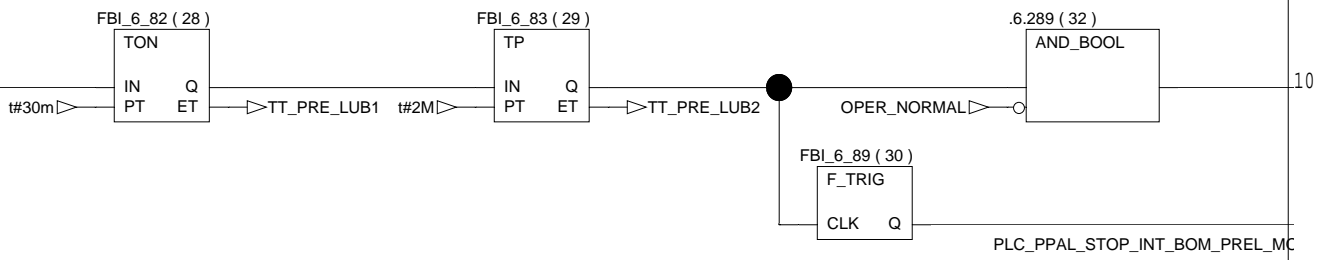 FBI_6_82 ( 28 )
TON
IN Q
t#30m PT ET TT_PRE_LUB1
FBI_6_83 ( 29 )
TP
IN Q
t#2M PT ET TT_PRE_LUB2
.6.289 ( 32 )
AND_BOOL
OPER_NORMAL
10
FBI_6_89 ( 30 )
F_TRIG
CLK Q
PLC_PPAL_STOP_INT_BOM_PREL_MC